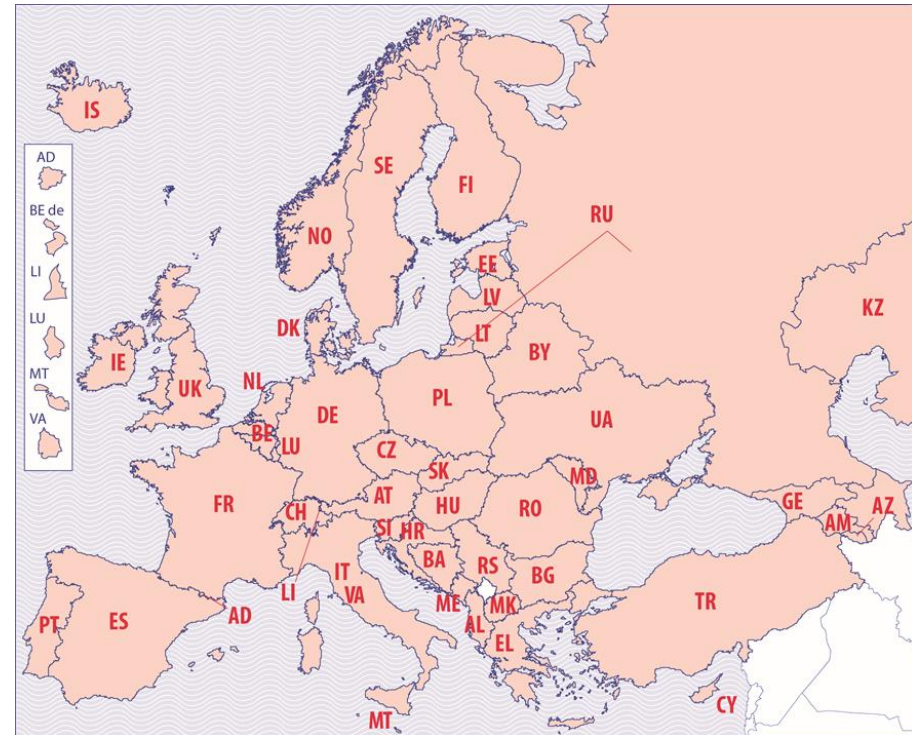 IS
AD
BE de
LI
LU
MT
VA
SE
FI
NO
RU
EE
LV
LT
KZ
DK
BY
IE
UK
NL
DE
PL
UA
BE
LU
CZ
SK
MD
FR
CH
AT
HU
RO
GE
AZ
AM
SI
HR
BA
RS
BG
IT
VA
LI
ME
MK
TR
PT
ES
AD
AL
EL
MT
CY